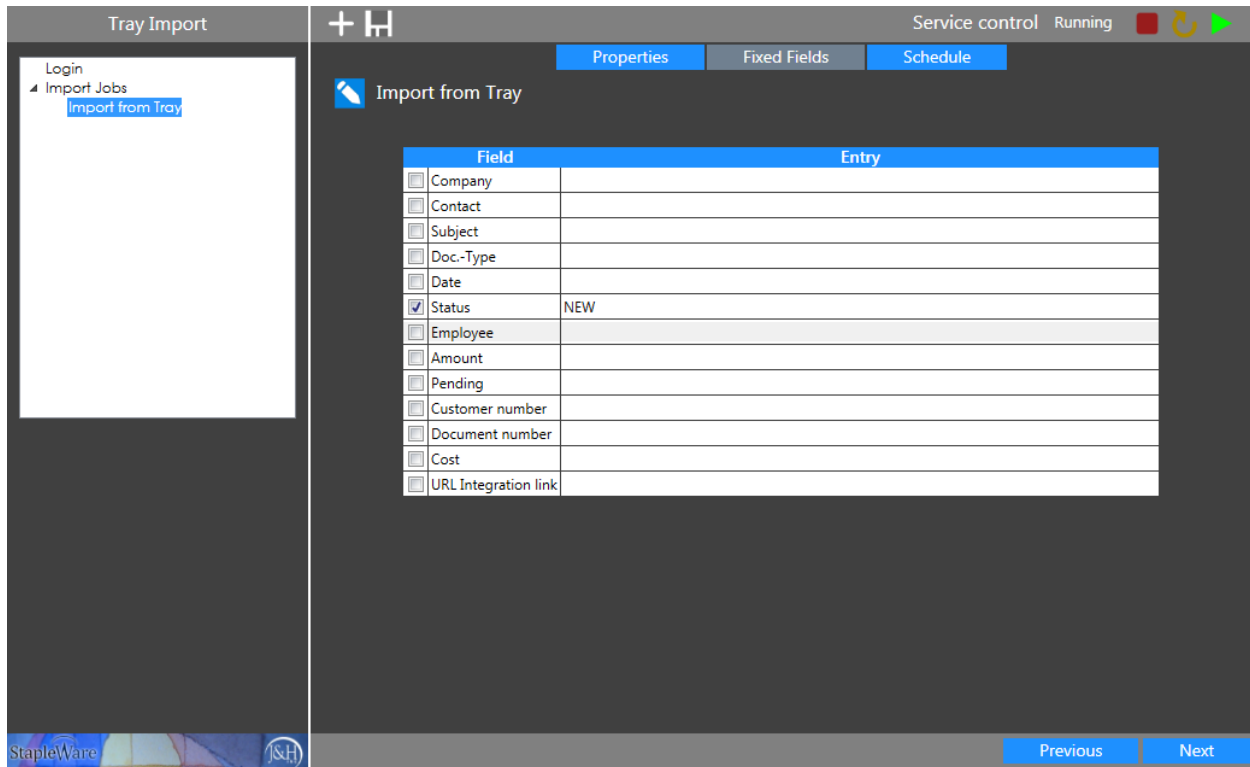 Tray Import
Service control Running
Properties Fixed Fields Schedule
Login
Import Jobs
Import from Tray
Import from Tray
Field Entry
Company
Contact
Subject
Doc.-Type
Date
Status NEW
Employee
Amount
Pending
Customer number
Document number
Cost
URL Integration link
StapleWare J&H
Previous Next